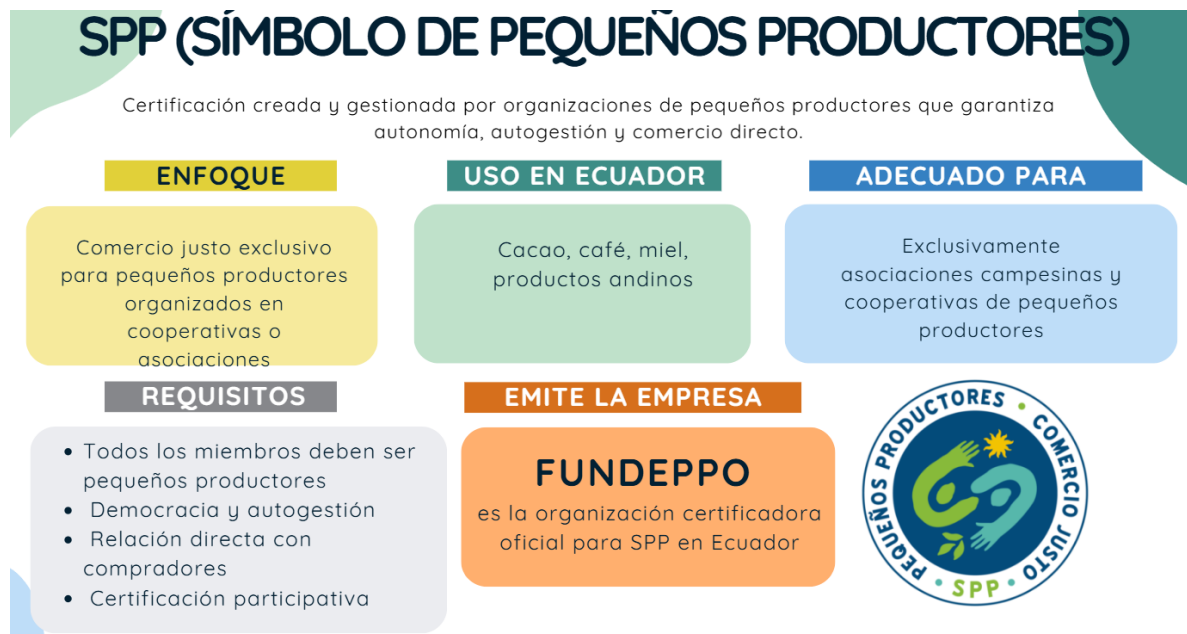 SPP (SÍMBOLO DE PEQUEÑOS PRODUCTORES)
Certificación creada y gestionada por organizaciones de pequeños productores que garantiza
autonomía, autogestión y comercio directo.
ENFOQUE
Comercio justo exclusivo
para pequeños productores
organizados en
cooperativas o
asociaciones
USO EN ECUADOR
Cacao, café, miel,
productos andinos
ADECUADO PARA
Exclusivamente
asociaciones campesinas y
cooperativas de pequeños
productores
REQUISITOS
• Todos los miembros deben ser
pequeños productores
• Democracia y autogestión
• Relación directa con
compradores
• Certificación participativa
EMITE LA EMPRESA
FUNDEPPO
es la organización certificadora
oficial para SPP en Ecuador
PEQUEÑOS PRODUCTORES • COMERCIO JUSTO • SPP •